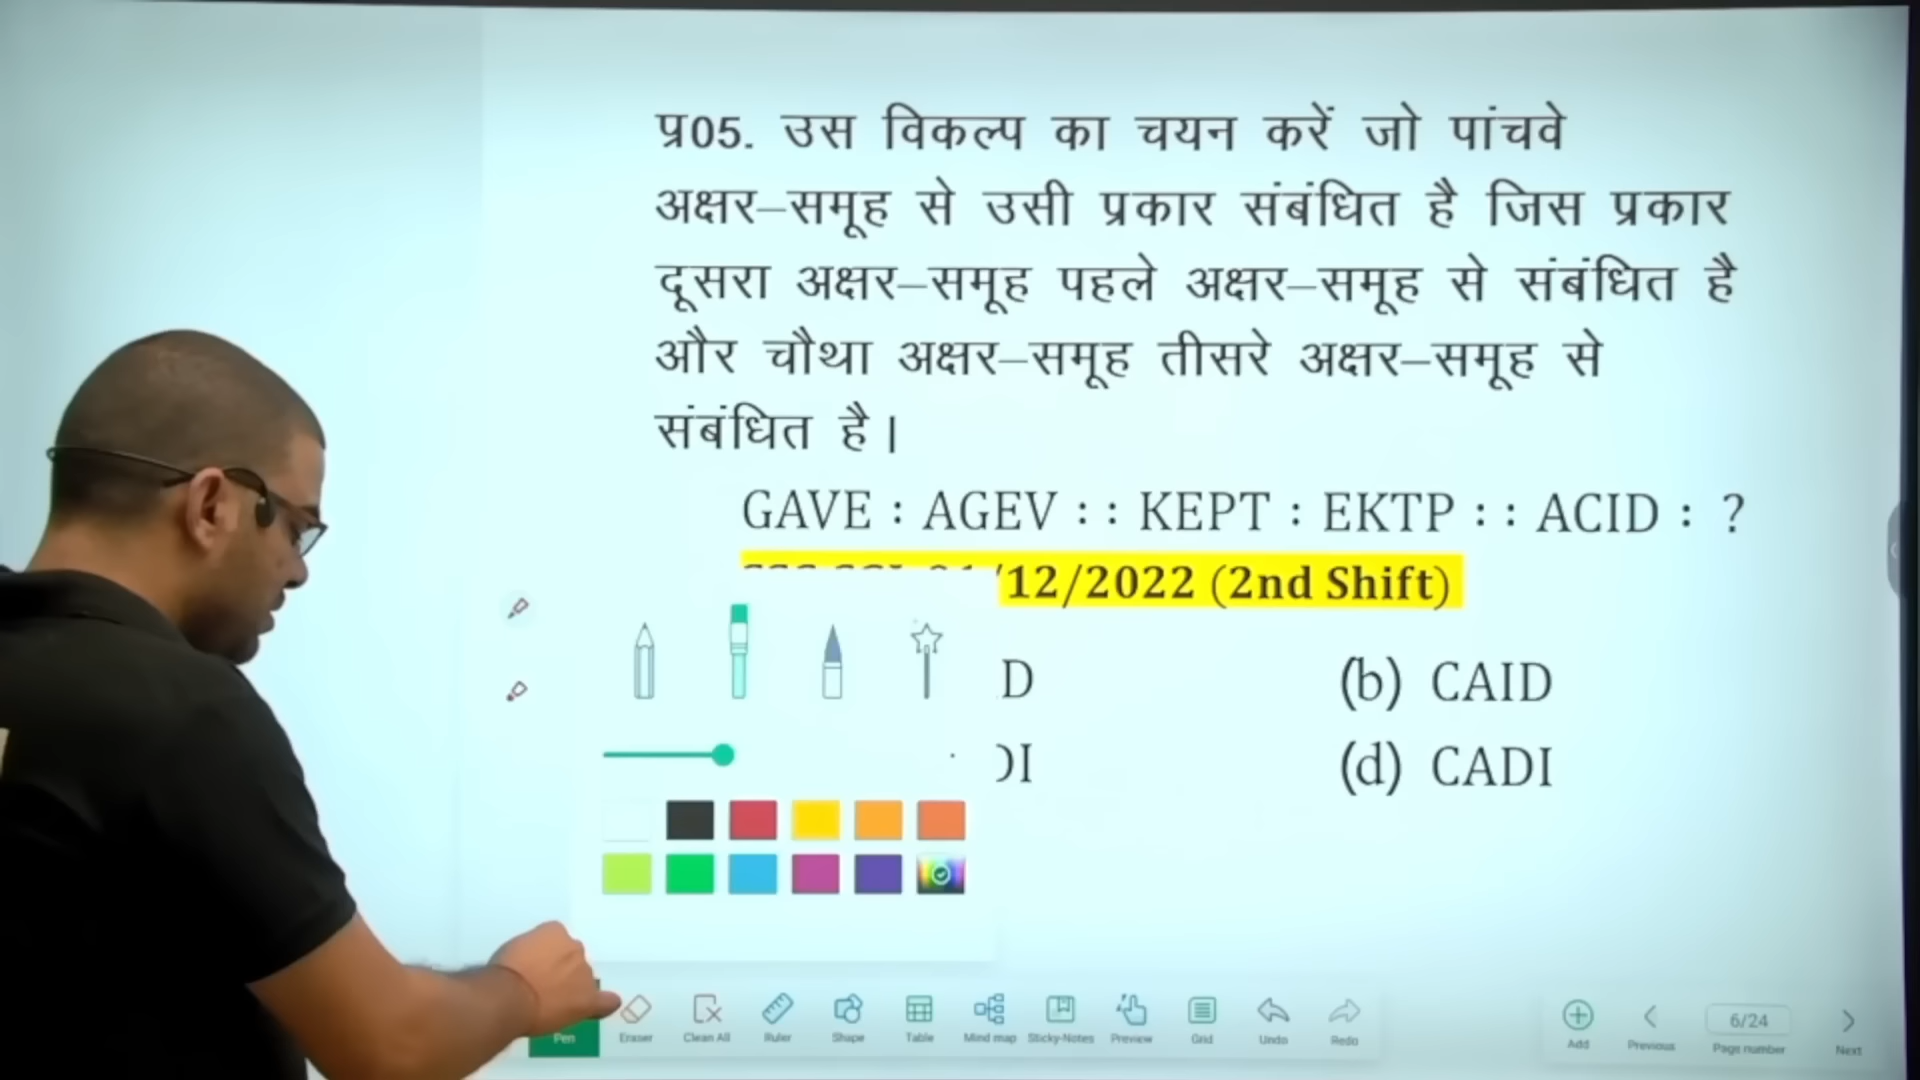 प्र05. उस विकल्प का चयन करें जो पांचवे
अक्षर–समूह से उसी प्रकार संबंधित है जिस प्रकार
दूसरा अक्षर–समूह पहले अक्षर–समूह से संबंधित है
और चौथा अक्षर–समूह तीसरे अक्षर–समूह से
संबंधित है।
GAVE : AGEV : : KEPT : EKTP : : ACID : ?
/12/2022 (2nd Shift)
D (b) CAID
DI (d) CADI
Pen Eraser Clean All Ruler Shape Table Mind map Sticky-Notes Preview Grid Undo Redo Add Previous 6/24 Page number Next